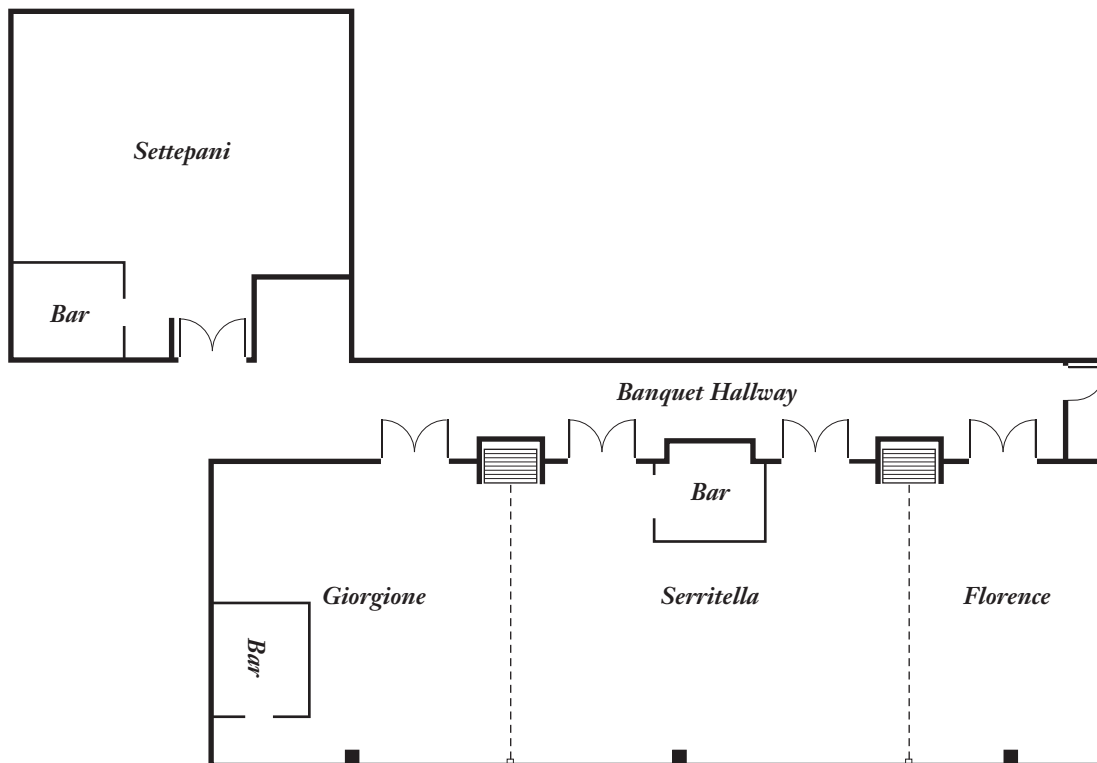 Settepani
Bar
Banquet Hallway
Bar
Giorgione
Serritella
Florence
Bar